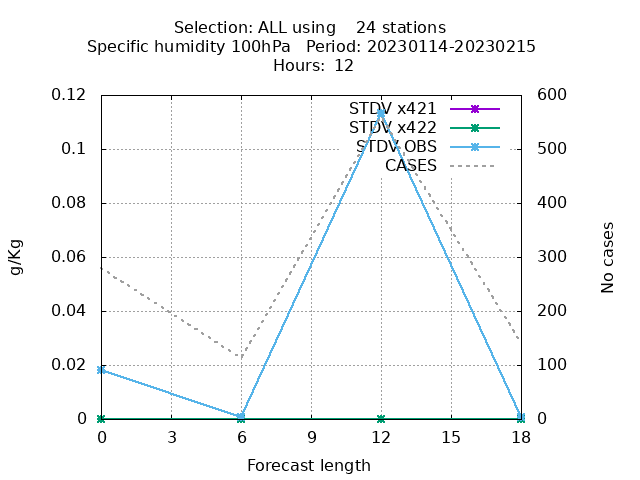 Selection: ALL using    24 stations
Specific humidity 100hPa   Period: 20230114-20230215
Hours: 12
0.12
0.1
0.08
0.06
0.04
0.02
0
g/Kg
STDV x421
STDV x422
STDV OBS
CASES
600
500
400
300
200
100
0
No cases
0 3 6 9 12 15 18
Forecast length